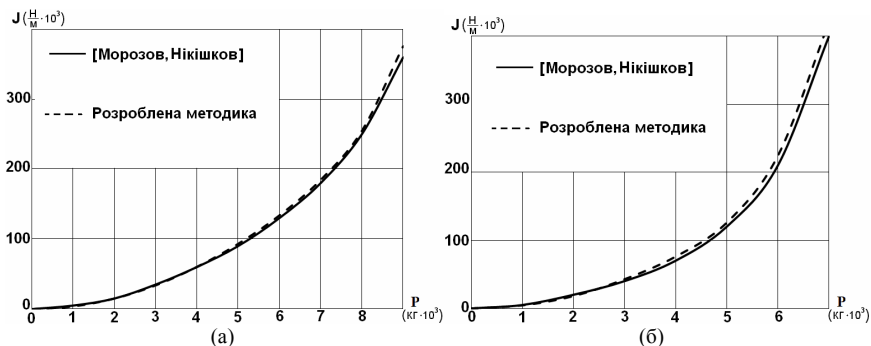 J (Н/м · 10³)
[Морозов, Нікішков]
Розроблена методика
300
200
100
0
0 1 2 3 4 5 6 7 8
P
(кг · 10³)
(а)
J (Н/м · 10³)
[Морозов, Нікішков]
Розроблена методика
300
200
100
0
0 1 2 3 4 5 6
P
(кг · 10³)
(б)